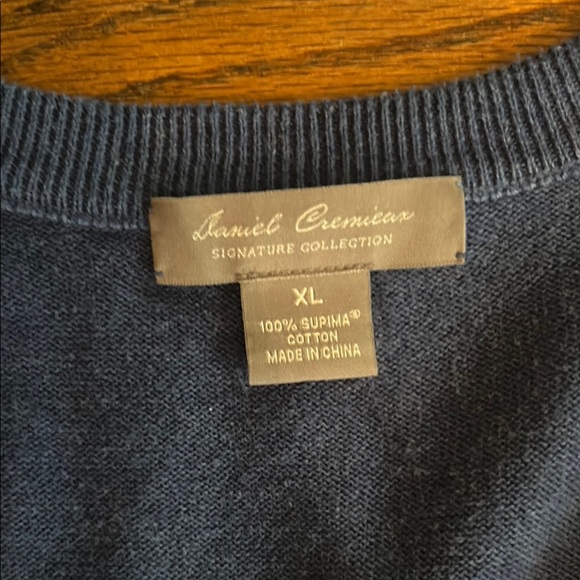 Daniel Cremieux
SIGNATURE COLLECTION
XL
100% SUPIMA®
COTTON
MADE IN CHINA